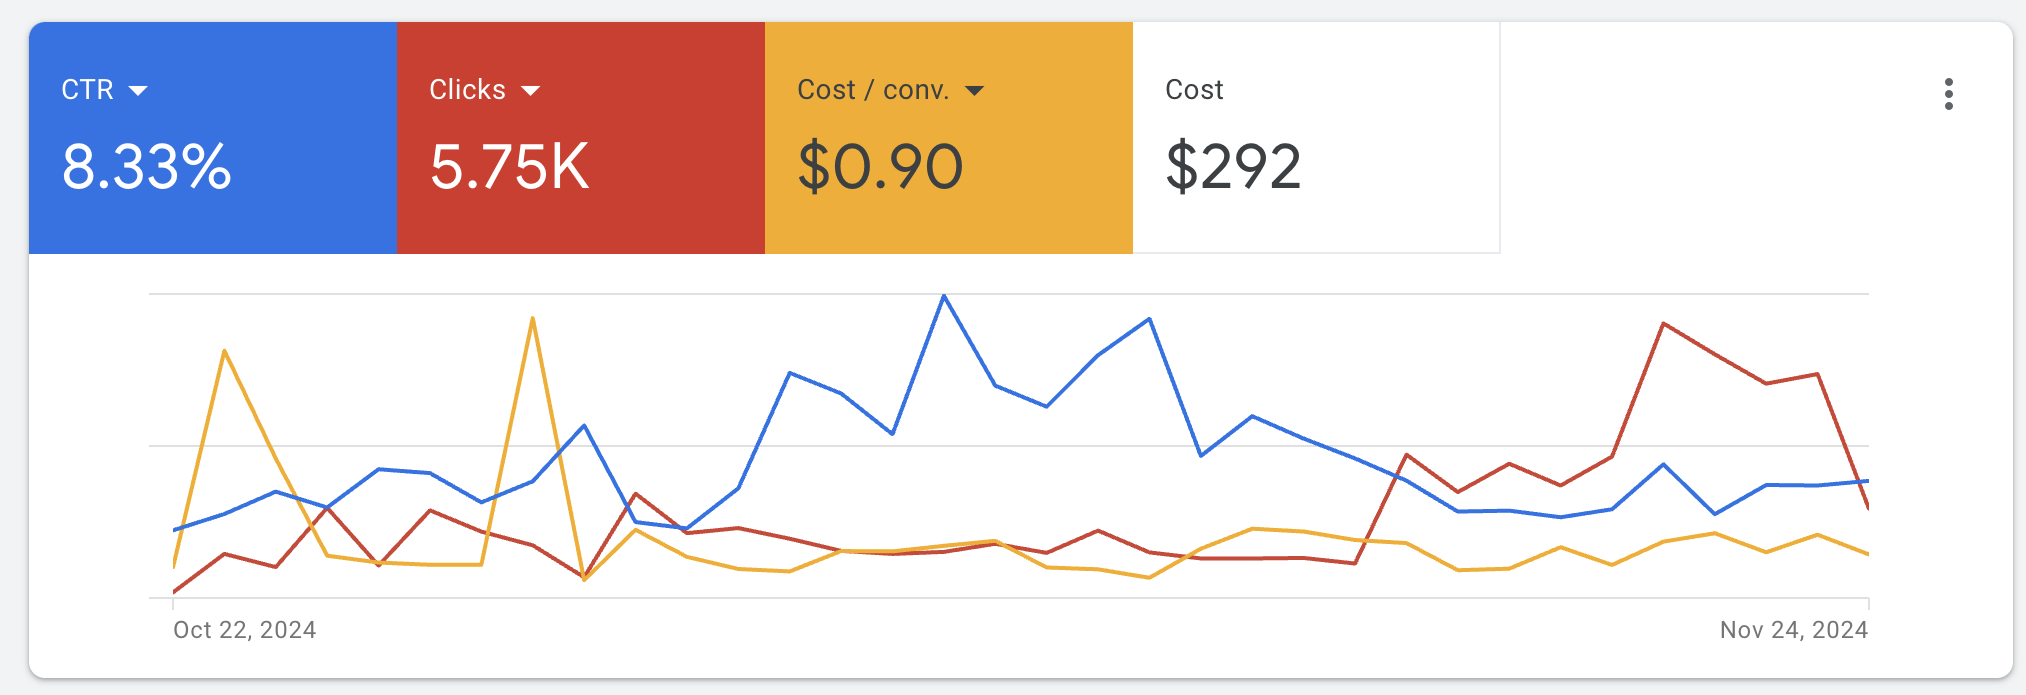 CTR
8.33%
Clicks
5.75K
Cost / conv.
$0.90
Cost
$292
Oct 22, 2024
Nov 24, 2024